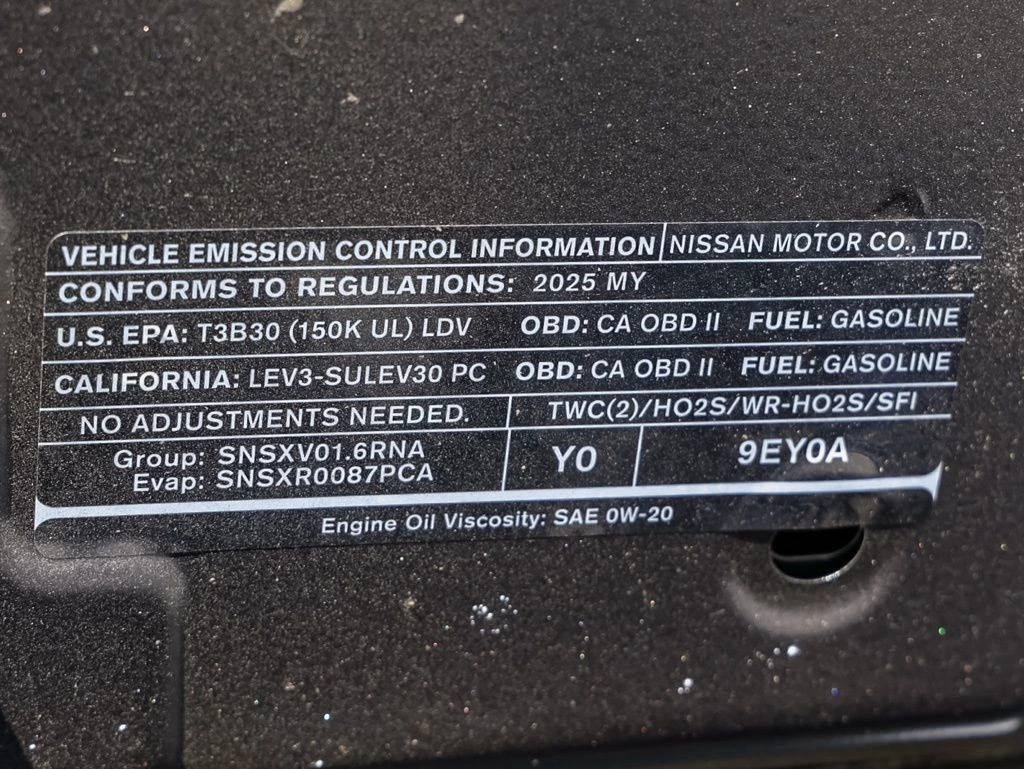 VEHICLE EMISSION CONTROL INFORMATION NISSAN MOTOR CO., LTD.
CONFORMS TO REGULATIONS: 2025 MY
U.S. EPA: T3B30 (150K UL) LDV OBD: CA OBD II FUEL: GASOLINE
CALIFORNIA: LEV3-SULEV30 PC OBD: CA OBD II FUEL: GASOLINE
NO ADJUSTMENTS NEEDED. TWC(2)/HO2S/WR-HO2S/SFI
Group: SNSXV01.6RNA Y0 9EY0A
Evap: SNSXR0087PCA
Engine Oil Viscosity: SAE 0W-20